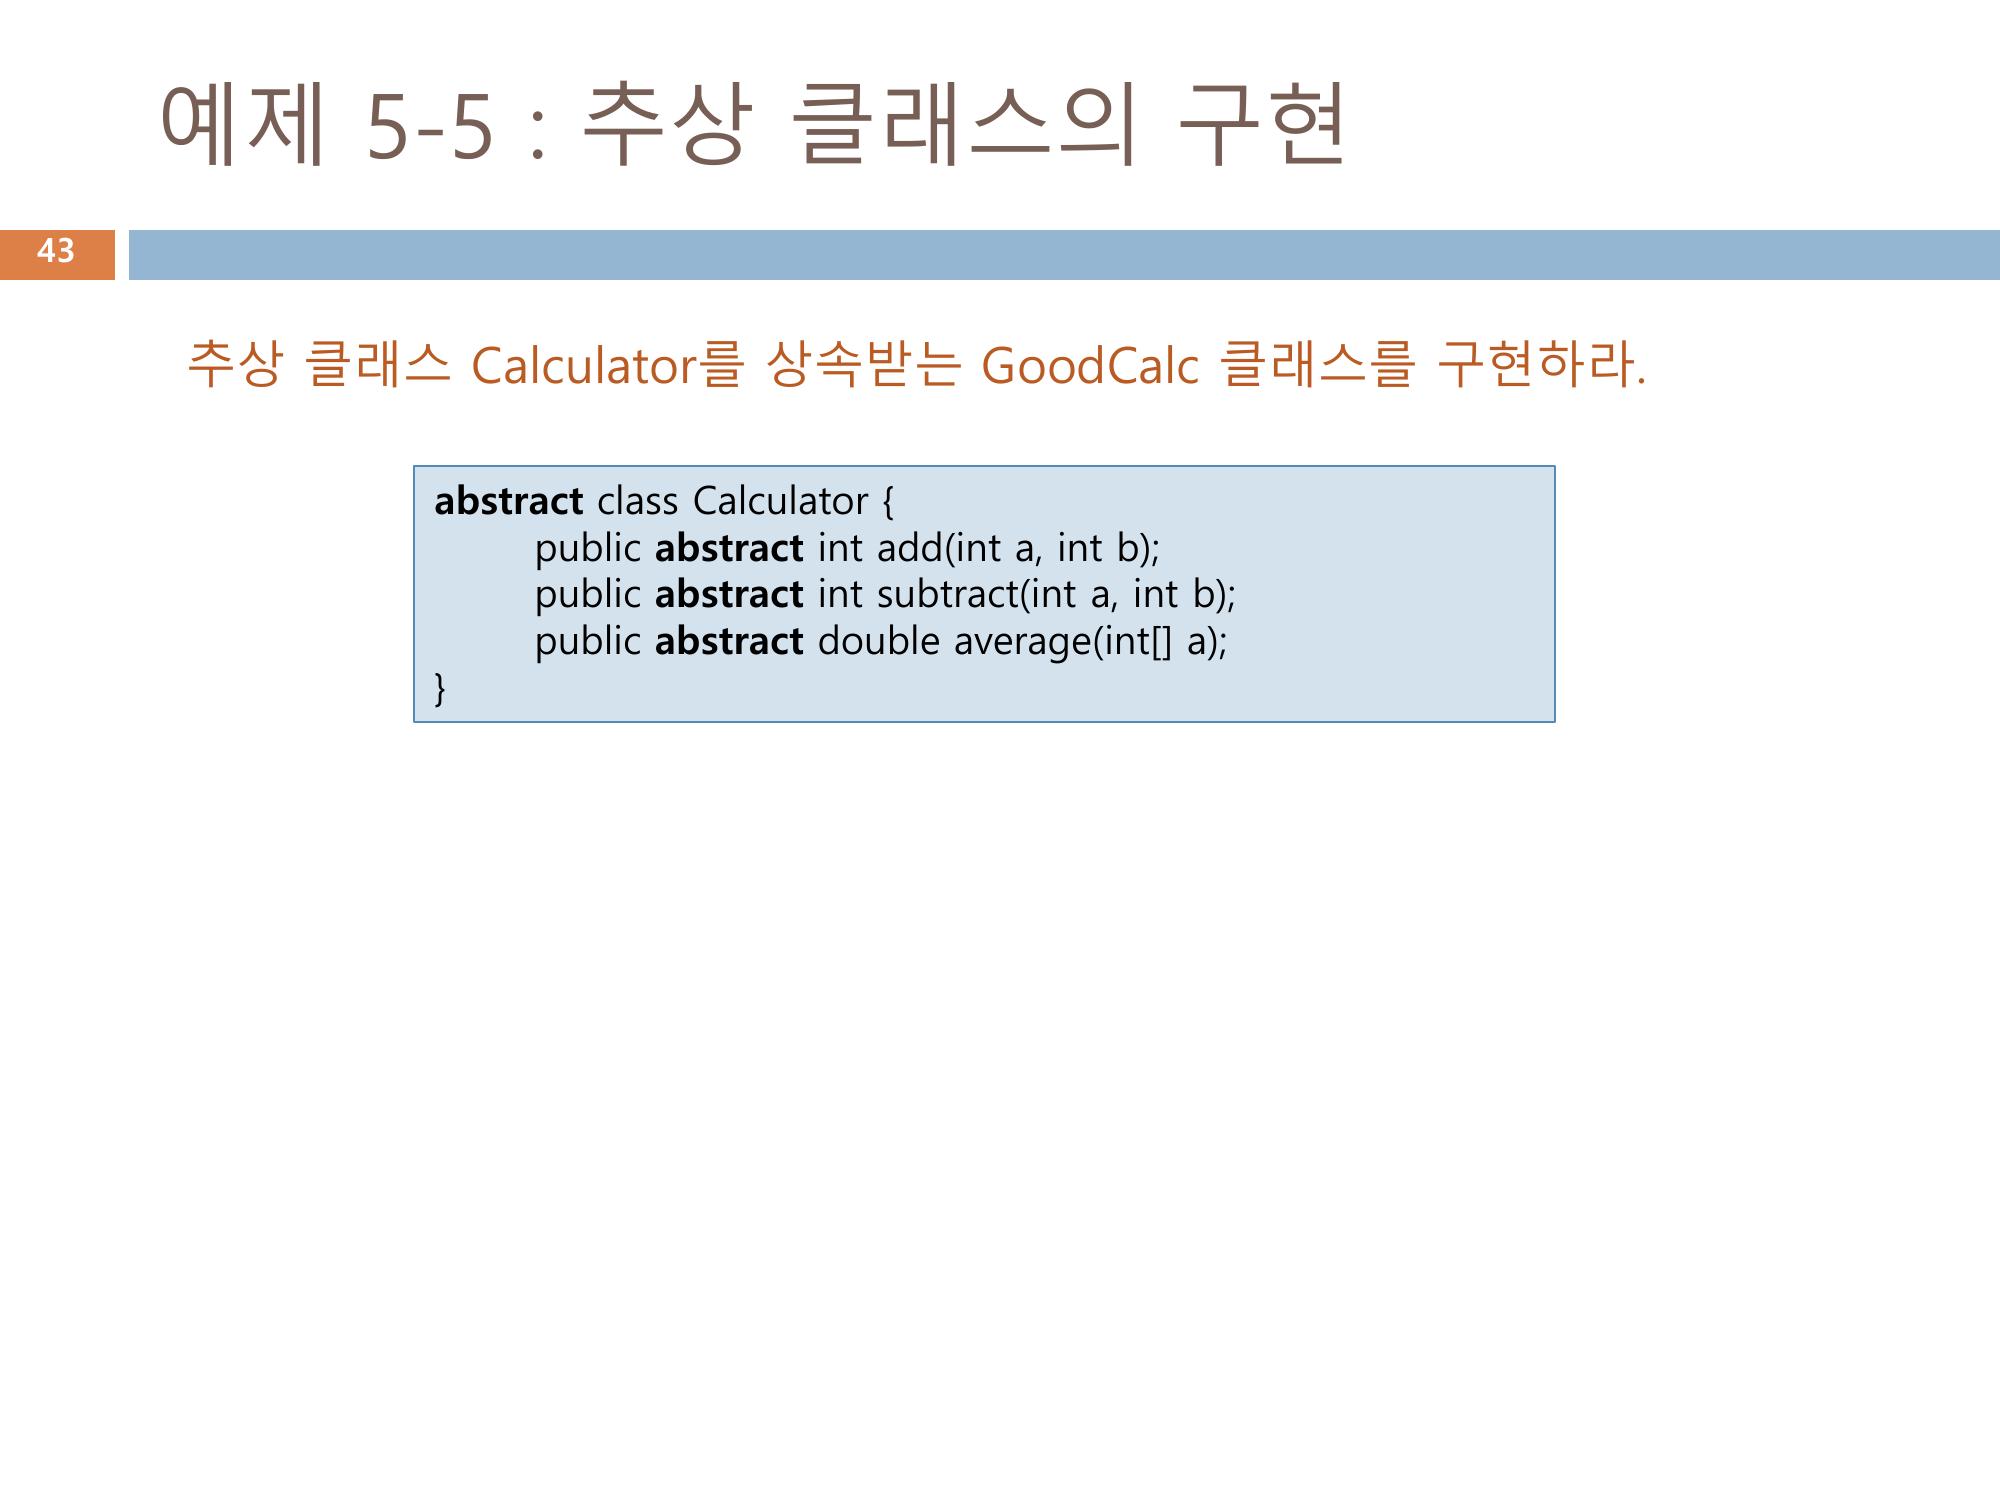 예제 5-5 : 추상 클래스의 구현
43
추상 클래스 Calculator를 상속받는 GoodCalc 클래스를 구현하라.
abstract class Calculator {
public abstract int add(int a, int b);
public abstract int subtract(int a, int b);
public abstract double average(int[] a);
}